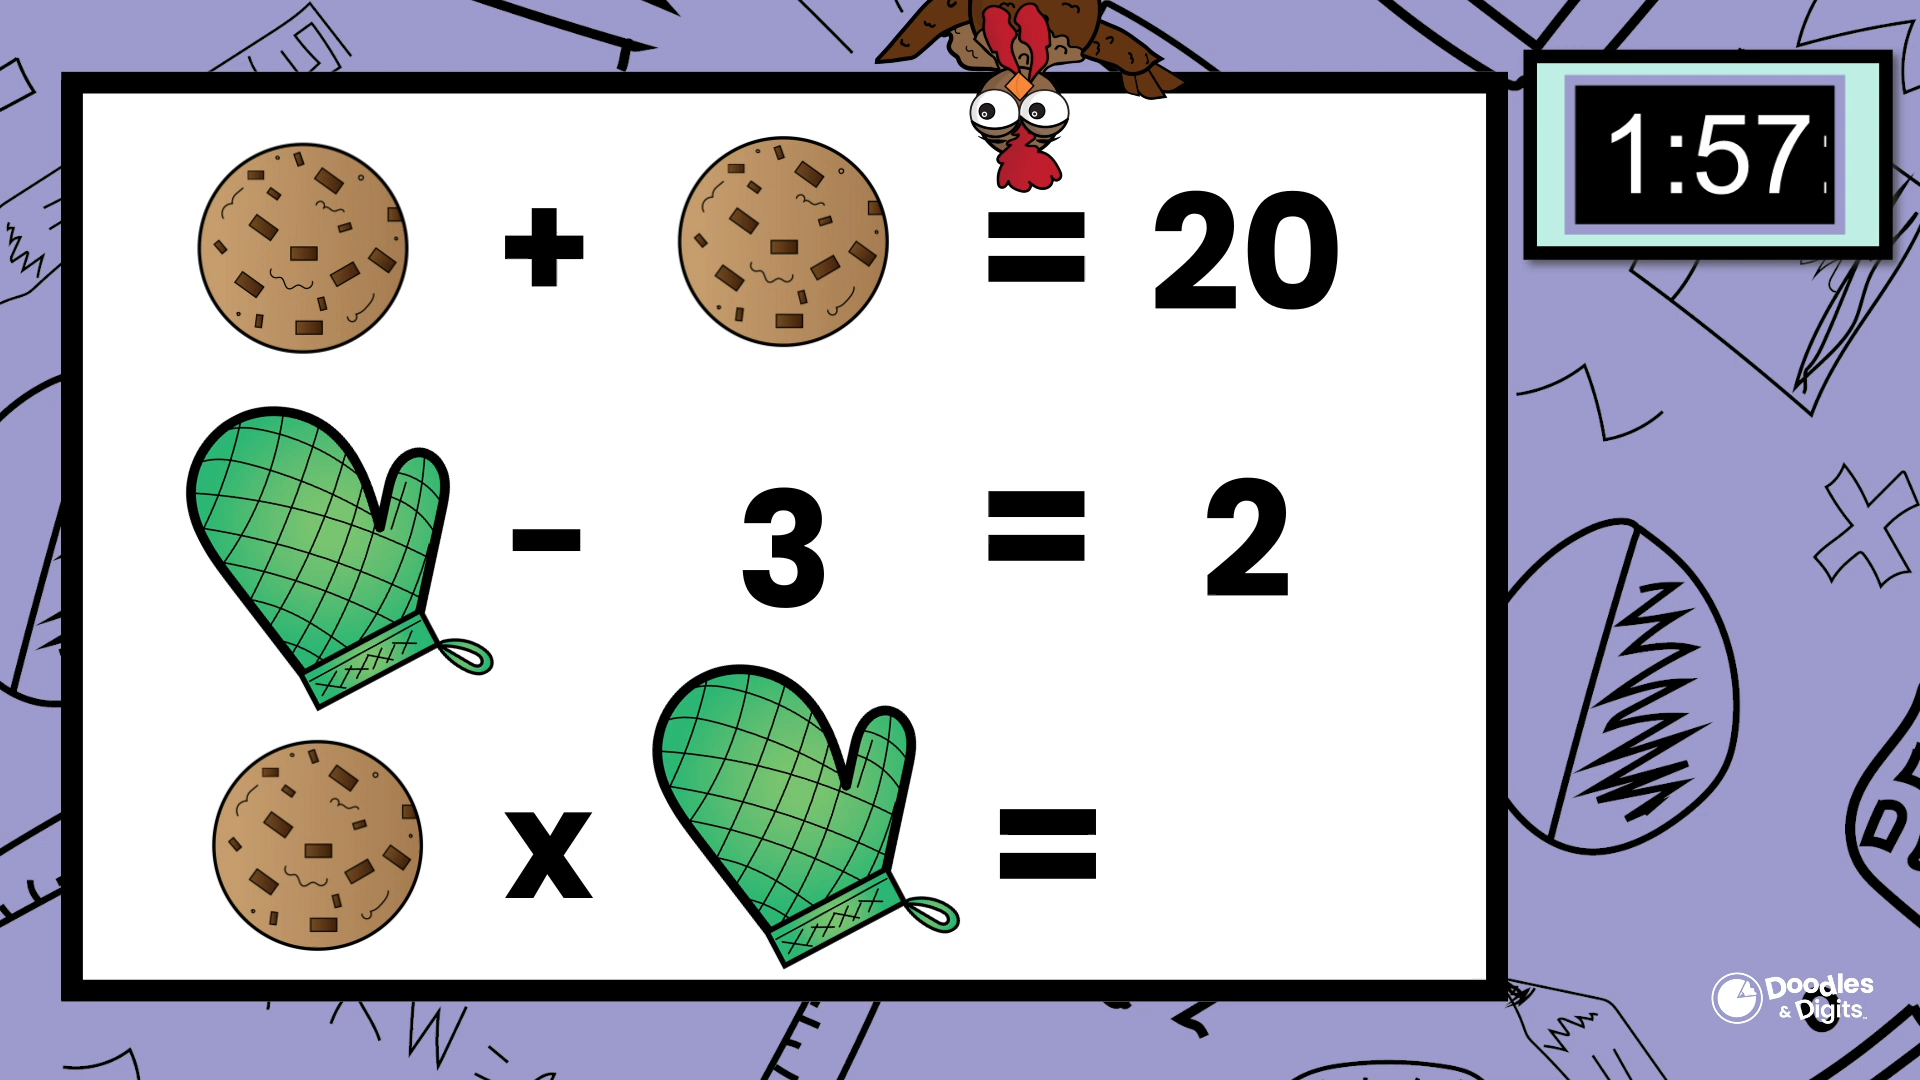 1:57
+ = 20
- 3 = 2
x =
Doodles
& Digits